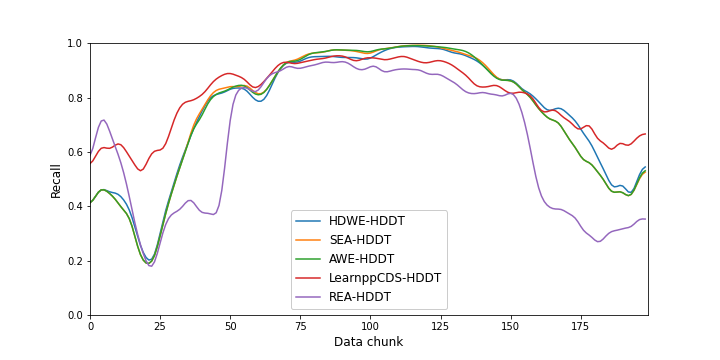 1.0
0.8
0.6
0.4
0.2
0.0
Recall
HDWE-HDDT
SEA-HDDT
AWE-HDDT
LearnppCDS-HDDT
REA-HDDT
0 25 50 75 100 125 150 175
Data chunk